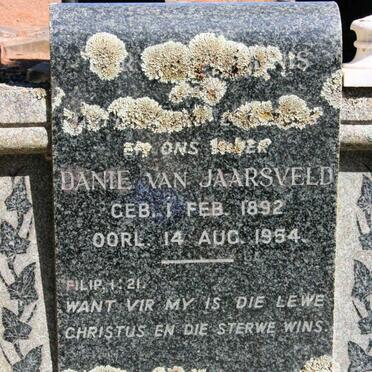 EN ONS
DANIE VAN JAARSVELD
GEB. 1 FEB. 1892
OORL. 14 AUG. 1954.
FILIP. 1: 21.
WANT VIR MY IS DIE LEWE
CHRISTUS EN DIE STERWE WINS.